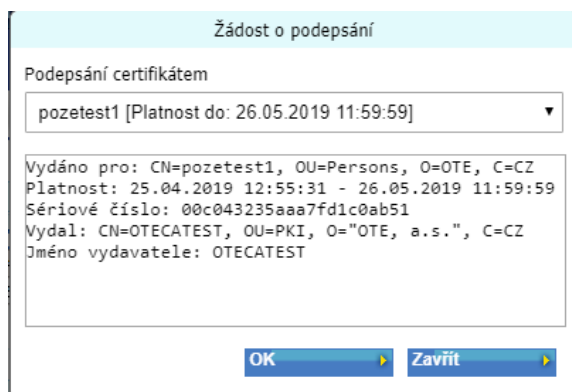 Žádost o podepsání
Podepsání certifikátem
pozetest1 [Platnost do: 26.05.2019 11:59:59]
Vydáno pro: CN=pozetest1, OU=Persons, O=OTE, C=CZ
Platnost: 25.04.2019 12:55:31 - 26.05.2019 11:59:59
Sériové číslo: 00c043235aaa7fd1c0ab51
Vydal: CN=OTECATEST, OU=PKI, O="OTE, a.s.", C=CZ
Jméno vydavatele: OTECATEST
OK Zavřít